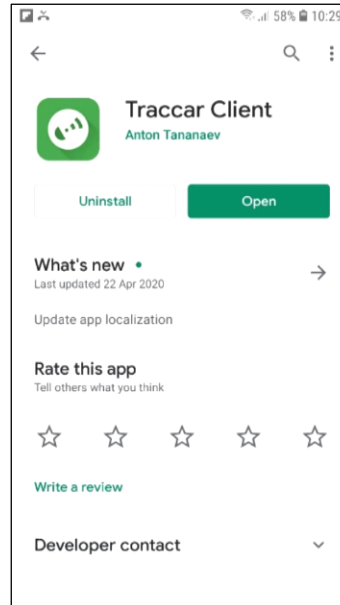 58% 10:29
Traccar Client
Anton Tananaev
Uninstall
Open
What's new •
Last updated 22 Apr 2020
Update app localization
Rate this app
Tell others what you think
Write a review
Developer contact